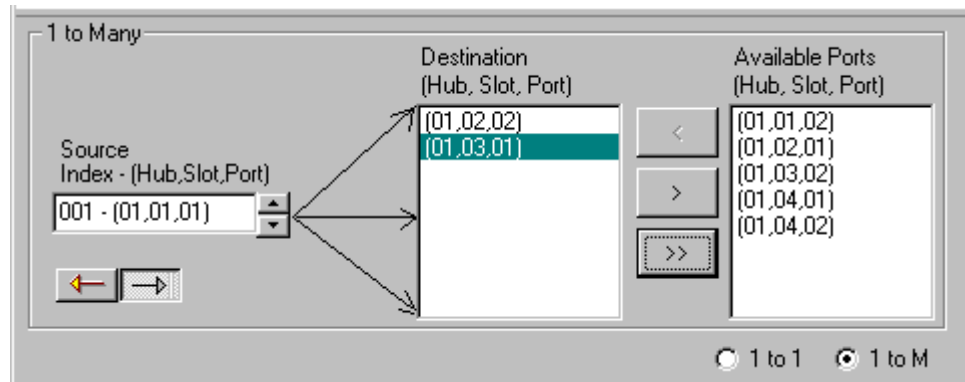 1 to Many
Source
Index - (Hub,Slot,Port)
001 - (01,01,01)
Destination
(Hub, Slot, Port)
(01,02,02)
(01,03,01)
<
>
>>
Available Ports
(Hub, Slot, Port)
(01,01,02)
(01,02,01)
(01,03,02)
(01,04,01)
(01,04,02)
1 to 1
1 to M